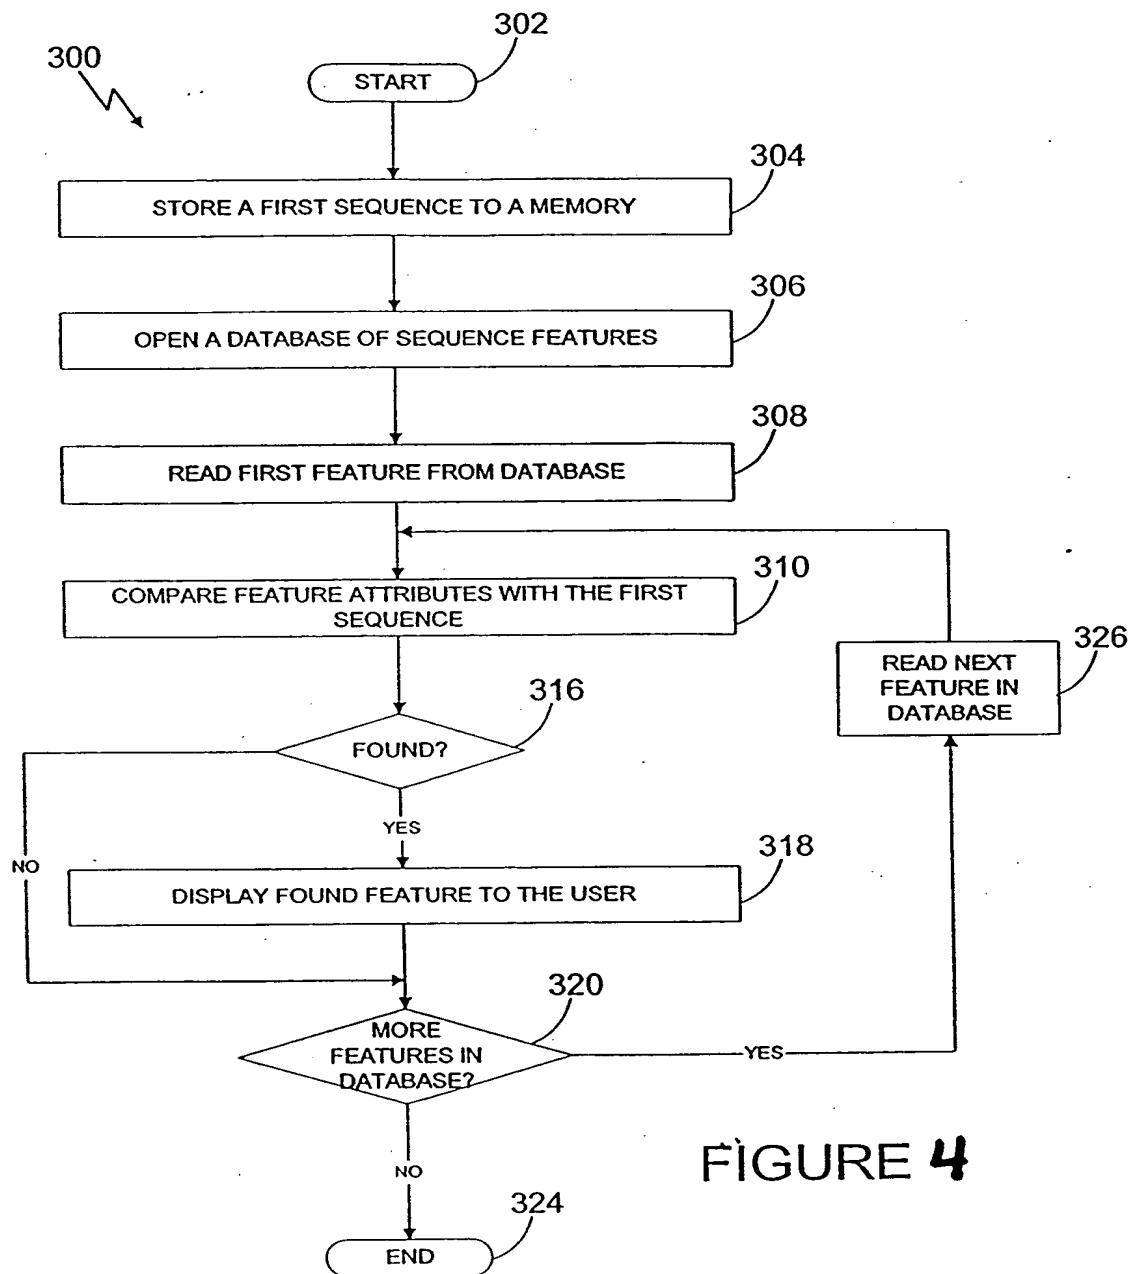 302
300
START
304
STORE A FIRST SEQUENCE TO A MEMORY
306
OPEN A DATABASE OF SEQUENCE FEATURES
308
READ FIRST FEATURE FROM DATABASE
310
COMPARE FEATURE ATTRIBUTES WITH THE FIRST
SEQUENCE
326
READ NEXT
FEATURE IN
DATABASE
316
FOUND?
YES
NO
318
DISPLAY FOUND FEATURE TO THE USER
320
MORE
FEATURES IN
DATABASE?
YES
NO
FIGURE 4
324
END